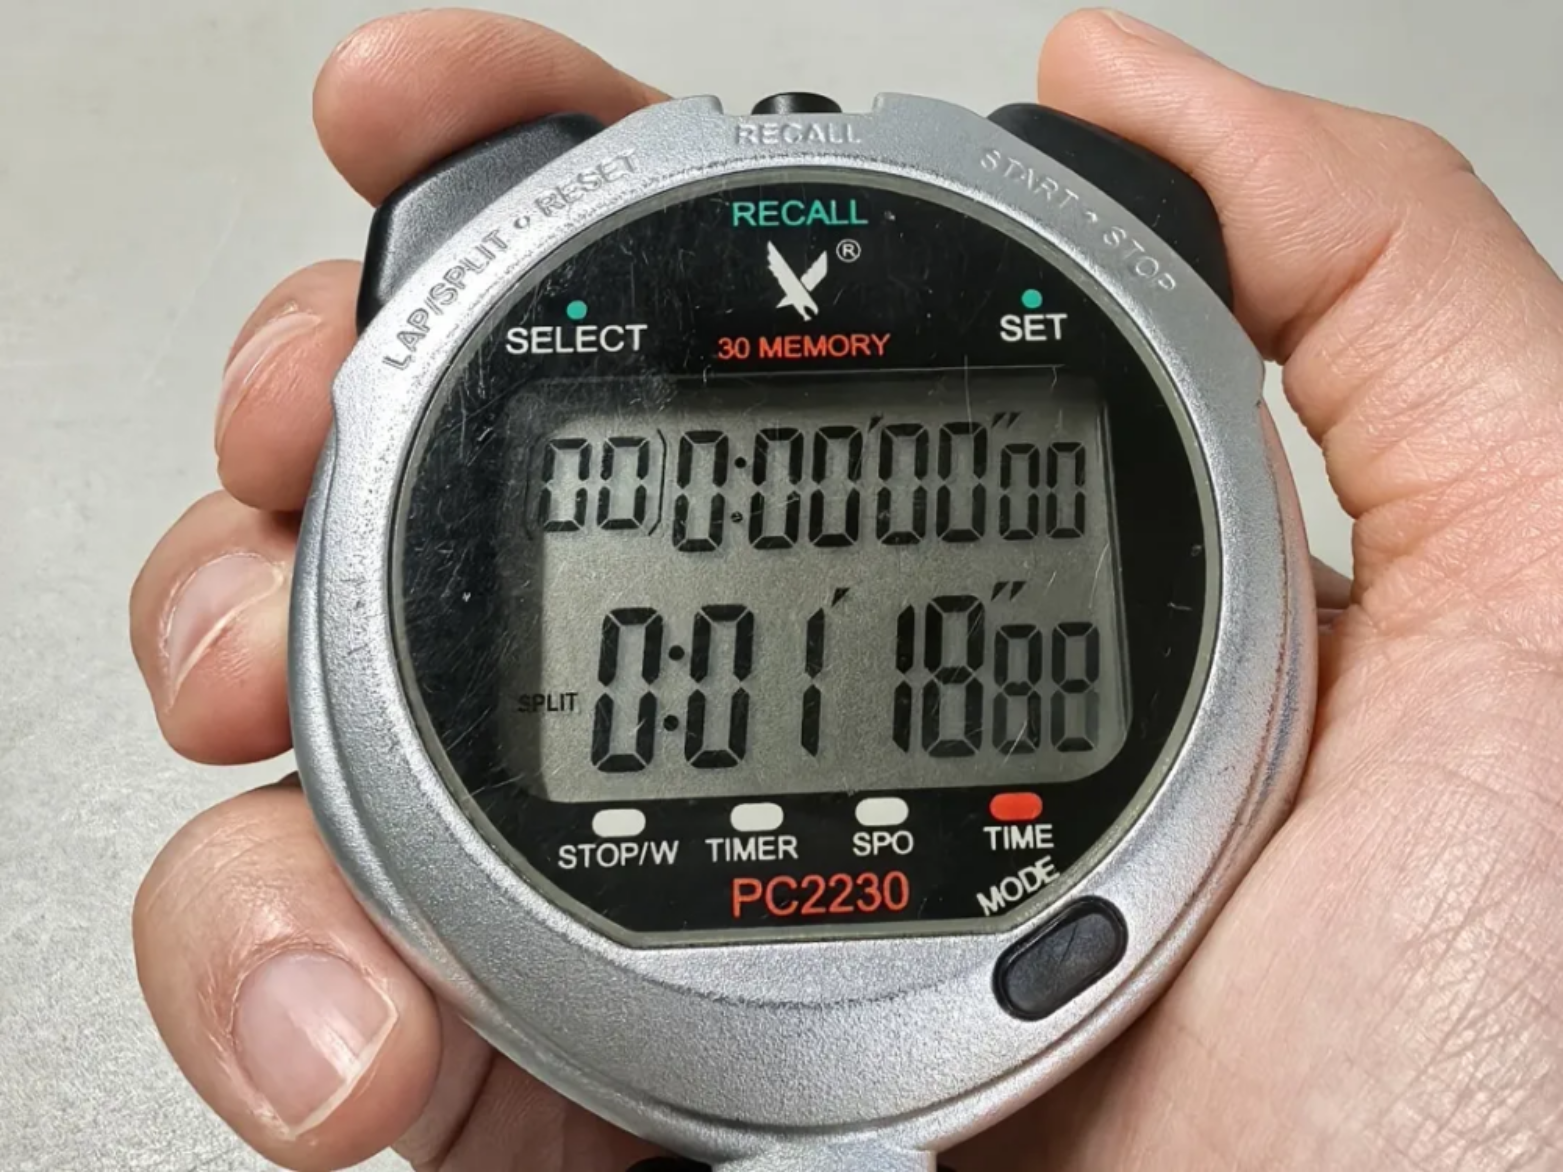 RECALL
LAP/SPLIT • RESET
START • STOP
RECALL
®
SELECT
SET
30 MEMORY
00 0:00'00"00
SPLIT 0:01'18"
STOP/W TIMER SPO TIME
MODE
PC2230